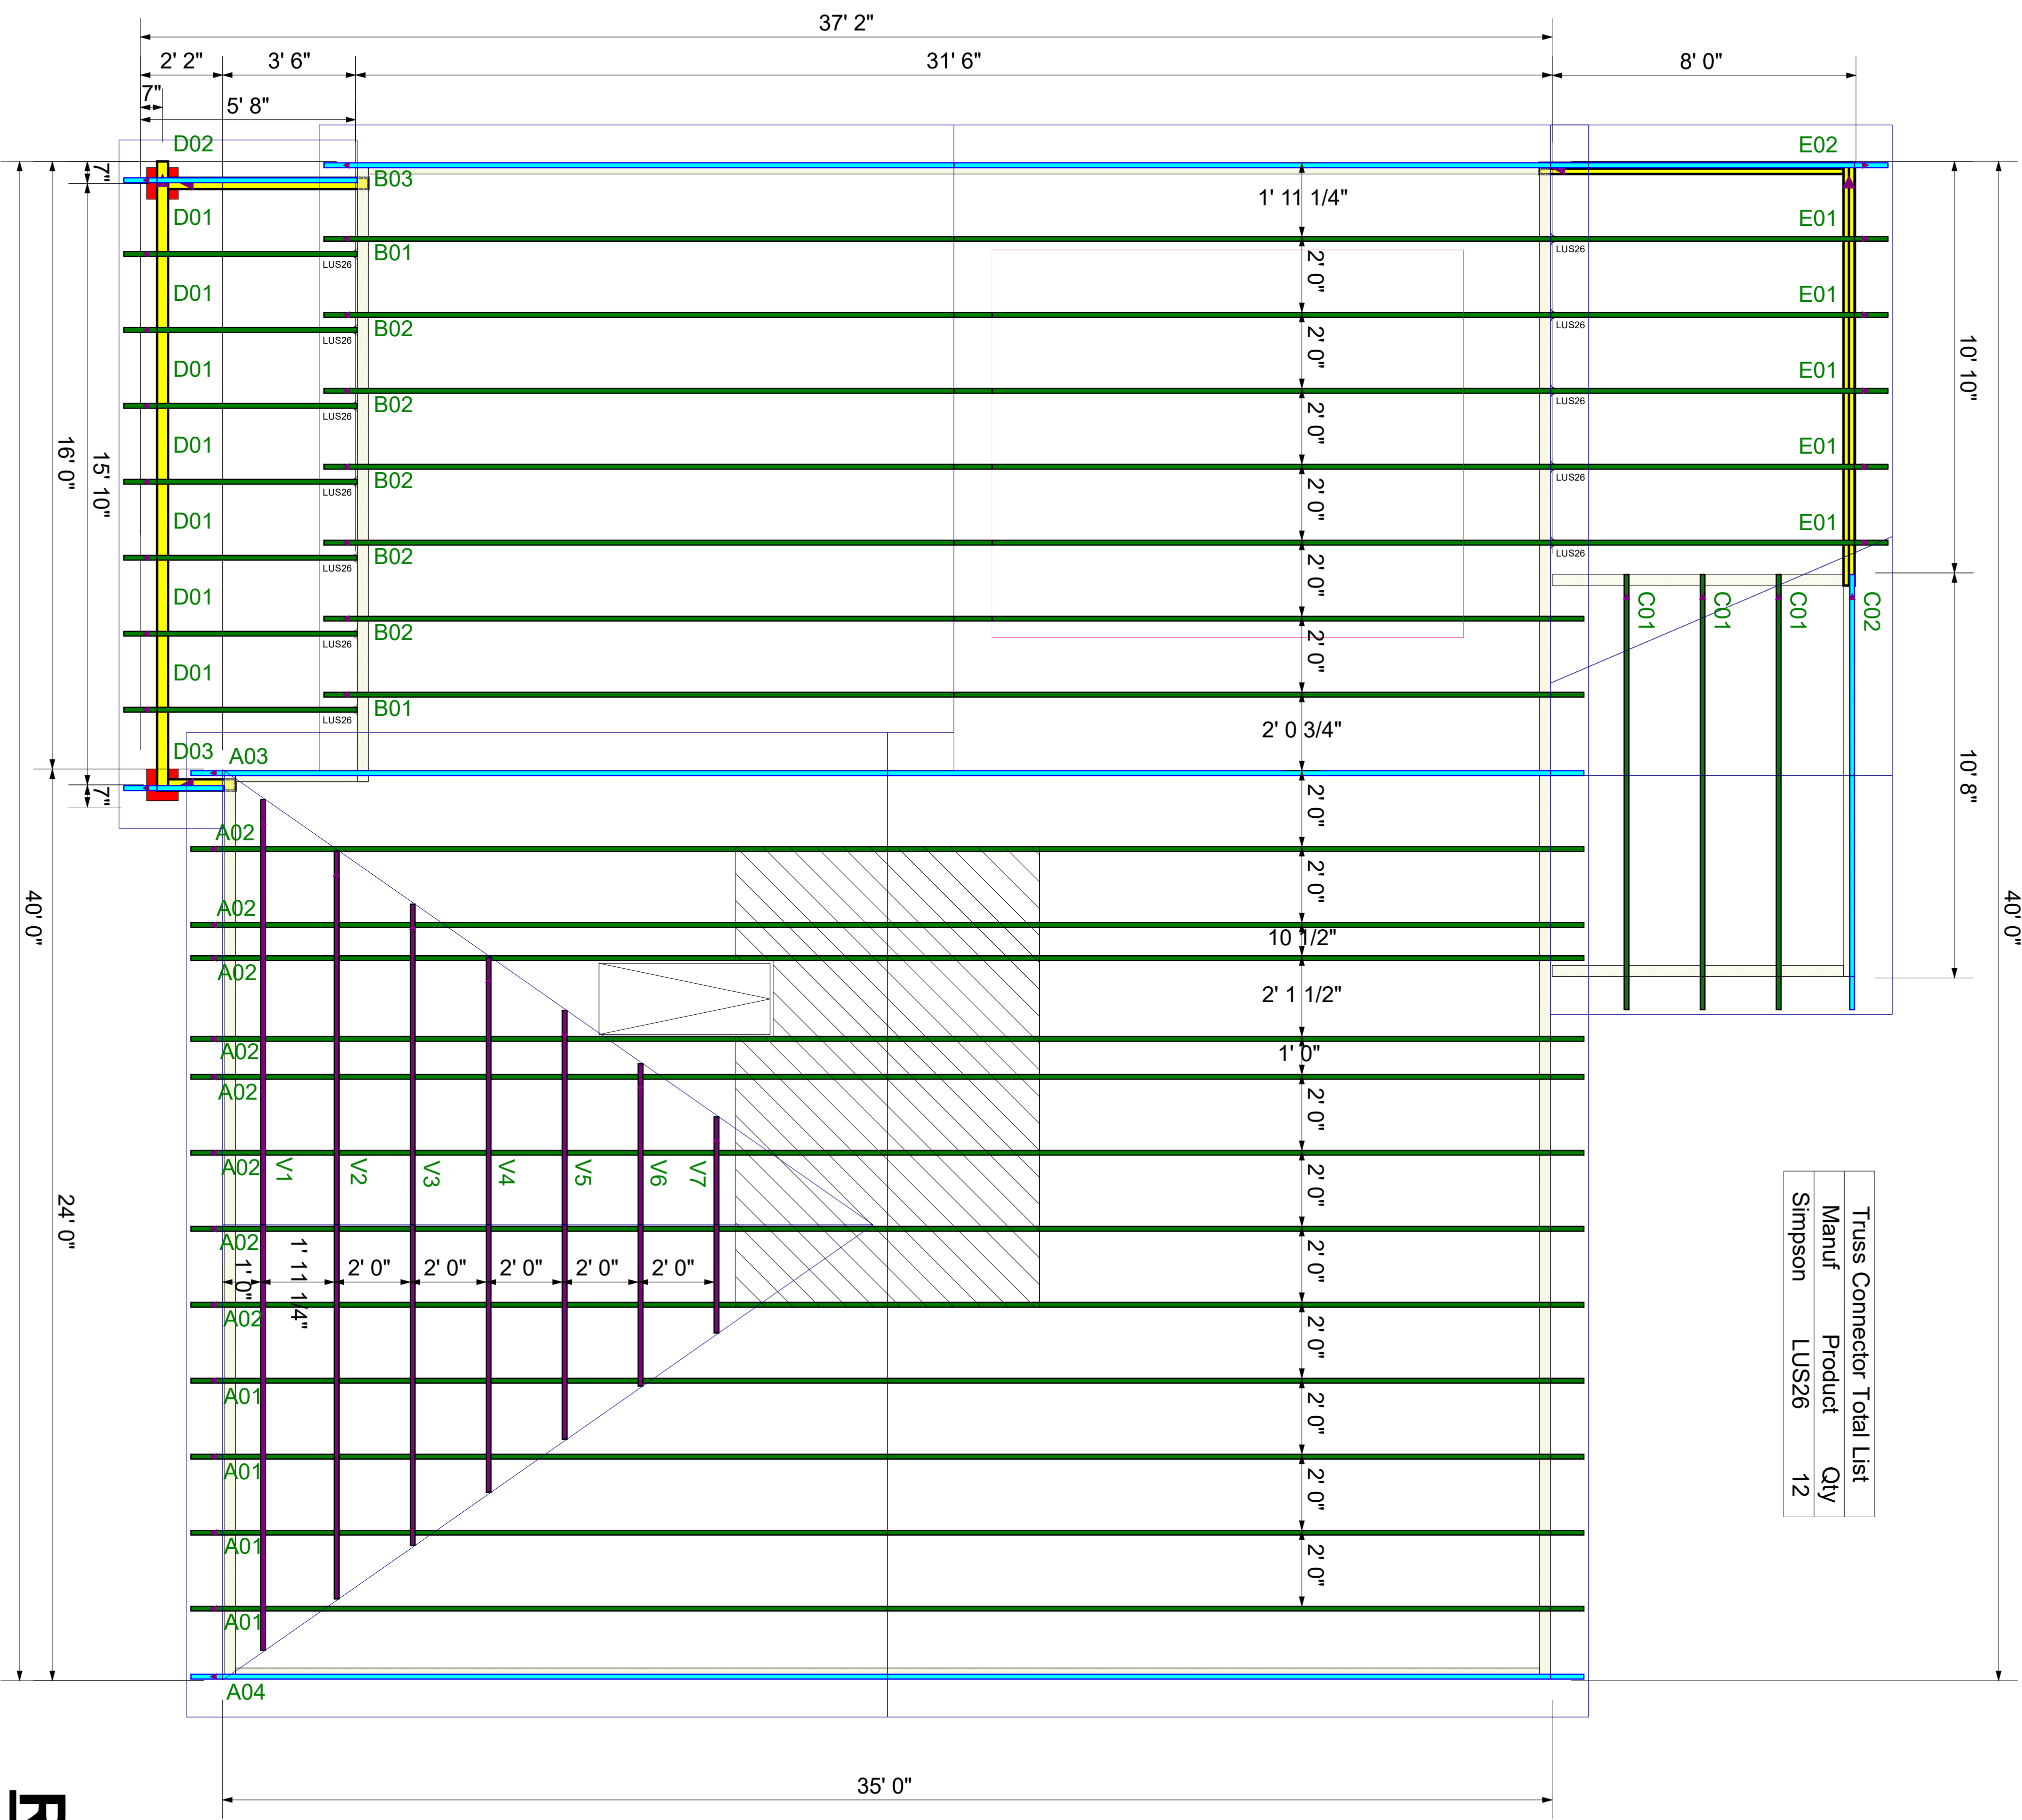 37' 2"
2' 2"
3' 6"
31' 6"
8' 0"
7"
5' 8"
D02
E02
7"
B03
1' 11 1/4"
D01
E01
B01
LUS26
LUS26
2' 0"
D01
E01
B02
LUS26
LUS26
2' 0"
10' 10"
D01
E01
B02
LUS26
LUS26
2' 0"
D01
E01
16' 0"
15' 10"
B02
LUS26
LUS26
2' 0"
D01
E01
B02
LUS26
LUS26
2' 0"
D01
C01
C01
C01
C02
B02
LUS26
2' 0"
D01
B01
LUS26
2' 0 3/4"
D03
A03
7"
2' 0"
10' 8"
A02
2' 0"
40' 0"
40' 0"
A02
10 1/2"
A02
2' 1 1/2"
A02
1' 0"
A02
2' 0"
A02
V1
V2
V3
V4
V5
V6
V7
2' 0"
24' 0"
A02
1' 0"
1' 11 1/4"
2' 0"
2' 0"
2' 0"
2' 0"
2' 0"
2' 0"
A02
2' 0"
A01
2' 0"
A01
2' 0"
A01
2' 0"
A01
A04
35' 0"
Truss Connector Total List
Manuf Product Qty
Simpson LUS26 12
R